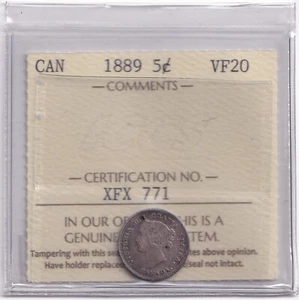 CAN 1889 5¢ VF20
COMMENTS
CERTIFICATION NO.
XFX 771
IN OUR THIS IS A
GENUINE
Tampering with this above opinion.
Have holder seal not intact.